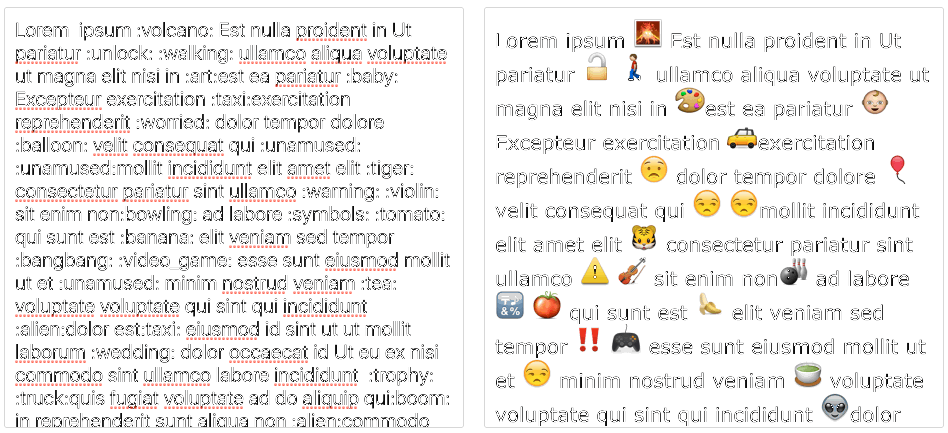 Lorem  ipsum :volcano: Est nulla proident in Ut
pariatur :unlock: :walking: ullamco aliqua voluptate
ut magna elit nisi in :art:est ea pariatur :baby:
Excepteur exercitation :taxi:exercitation
reprehenderit :worried: dolor tempor dolore
:balloon: velit consequat qui :unamused:
:unamused:mollit incididunt elit amet elit :tiger:
consectetur pariatur sint ullamco :warning: :violin:
sit enim non:bowling: ad labore :symbols: :tomato:
qui sunt est :banana: elit veniam sed tempor
:bangbang: :video_game: esse sunt eiusmod mollit
ut et :unamused: minim nostrud veniam :tea:
voluptate voluptate qui sint qui incididunt
:alien:dolor est:taxi: eiusmod id sint ut ut mollit
laborum :wedding: dolor occaecat id Ut eu ex nisi
commodo sint ullamco labore incididunt  :trophy:
:truck:quis fugiat voluptate ad do aliquip qui:boom:
in reprehenderit sunt aliqua non :alien:commodo
Lorem ipsum 🌋 Est nulla proident in Ut
pariatur 🔓 🚶 ullamco aliqua voluptate ut
magna elit nisi in 🎨est ea pariatur 👶
Excepteur exercitation 🚕exercitation
reprehenderit 😟 dolor tempor dolore 🎈
velit consequat qui 😒 😒mollit incididunt
elit amet elit 🐯 consectetur pariatur sint
ullamco ⚠️ 🎻 sit enim non🎳 ad labore
🔣 🍅 qui sunt est 🍌 elit veniam sed
tempor ‼️ 🎮 esse sunt eiusmod mollit ut
et 😒 minim nostrud veniam 🍵 voluptate
voluptate qui sint qui incididunt 👽dolor